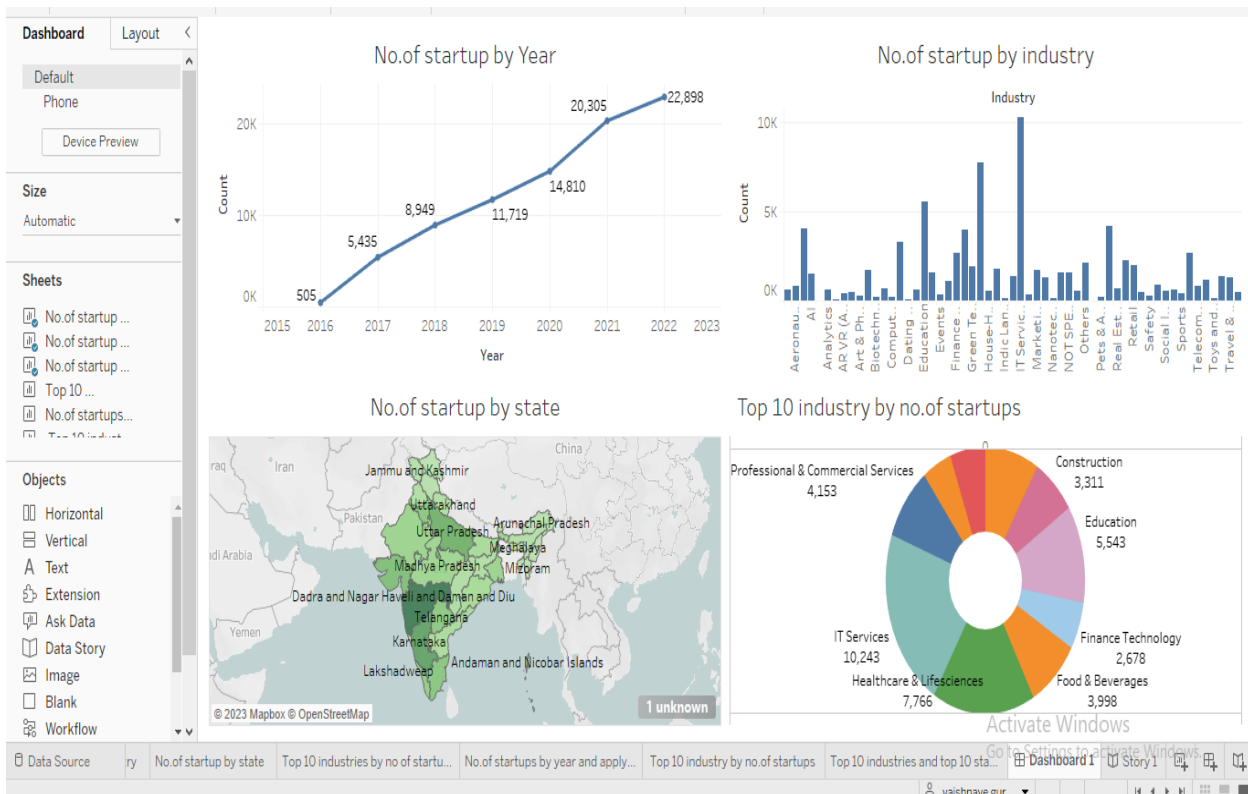 Dashboard
Layout
Default
Phone
Device Preview
Size
Automatic
Sheets
No.of startup ...
No.of startup ...
No.of startup ...
Top 10 ...
No.of startups...
Objects
Horizontal
Vertical
Text
Extension
Ask Data
Data Story
Image
Blank
Workflow
No.of startup by Year
Count
20K
10K
0K
505
5,435
8,949
11,719
14,810
20,305
22,898
2015 2016 2017 2018 2019 2020 2021 2022 2023
Year
No.of startup by industry
Industry
Count
10K
5K
0K
Aeronau..
AI
Analytics
AR VR (A..
Art & Ph..
Biotechn..
Comput..
Dating ..
Education
Events
Finance ..
Green Te..
House-H..
Indic Lan..
IT Servic..
Marketi..
Nanotec..
NOT SPE..
Others
Pets & A..
Real Est..
Retail
Safety
Social I..
Sports
Telecom..
Toys and..
Travel & ..
No.of startup by state
China
Iran
Pakistan
Yemen
Jammu and Kashmir
Uttarakhand
Arunachal Pradesh
Uttar Pradesh
Meghalaya
Madhya Pradesh
Mizoram
Dadra and Nagar Haveli and Daman and Diu
Telangana
Karnataka
Lakshadweep
Andaman and Nicobar Islands
© 2023 Mapbox © OpenStreetMap
1 unknown
Top 10 industry by no.of startups
Professional & Commercial Services
4,153
Construction
3,311
Education
5,543
IT Services
10,243
Finance Technology
2,678
Healthcare & Lifesciences
7,766
Food & Beverages
3,998
Activate Windows
Go to Settings to activate Windows.
Data Source
ry
No.of startup by state
Top 10 industries by no of startu...
No.of startups by year and apply...
Top 10 industry by no.of startups
Top 10 industries and top 10 sta...
Dashboard 1
Story 1